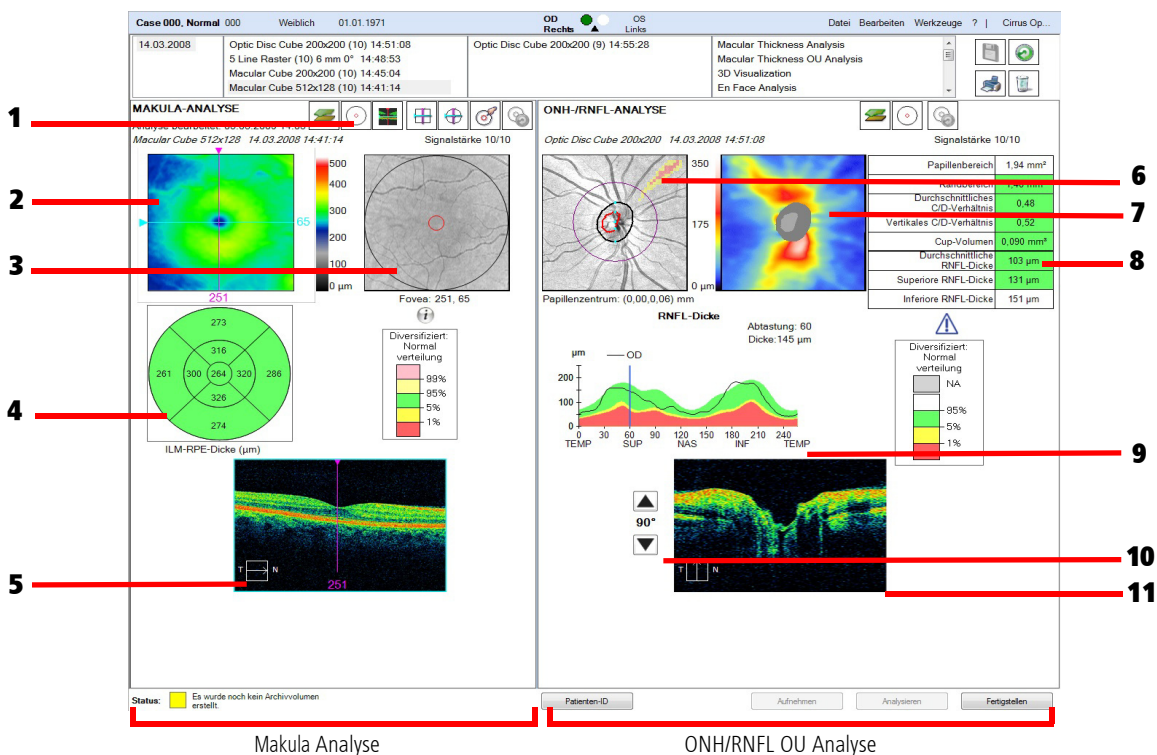 Case 000, Normal 000 Weiblich 01.01.1971 OD Rechts OS Links Datei Bearbeiten Werkzeuge ? | Cirrus Op...
14.03.2008
Optic Disc Cube 200x200 (10) 14:51:08
5 Line Raster (10) 6 mm 0° 14:48:53
Macular Cube 200x200 (10) 14:45:04
Macular Cube 512x128 (10) 14:41:14
Optic Disc Cube 200x200 (9) 14:55:28
Macular Thickness Analysis
Macular Thickness OU Analysis
3D Visualization
En Face Analysis
MAKULA-ANALYSE
Macular Cube 512x128 14.03.2008 14:41:14 Signalstärke 10/10
1
2
3
4
5
500
400
300
200
100
0 µm
65
251
Fovea: 251, 65
273
316
261 300 264 320 286
326
274
ILM-RPE-Dicke (µm)
Diversifiziert:
Normal
verteilung
99%
95%
5%
1%
T N
251
ONH-/RNFL-ANALYSE
Optic Disc Cube 200x200 14.03.2008 14:51:08 Signalstärke 10/10
350
175
0 µm
Papillenzentrum: (0,00,0,06) mm
Papillenbereich 1,94 mm²
Durchschnittliches
C/D-Verhältnis 0,48
Vertikales C/D-Verhältnis 0,52
Cup-Volumen 0,090 mm³
Durchschnittliche
RNFL-Dicke 103 µm
Superiore RNFL-Dicke 131 µm
Inferiore RNFL-Dicke 151 µm
6
7
8
9
10
11
RNFL-Dicke
Abtastung: 60
Dicke:145 µm
µm OD
200
100
0
0 30 60 90 120 150 180 210 240
TEMP SUP NAS INF TEMP
Diversifiziert:
Normal
verteilung
NA
95%
5%
1%
90°
T N
Status: Es wurde noch kein Archivvolumen
erstellt.
Patienten-ID Aufnehmen Analysieren Fertigstellen
Makula Analyse
ONH/RNFL OU Analyse